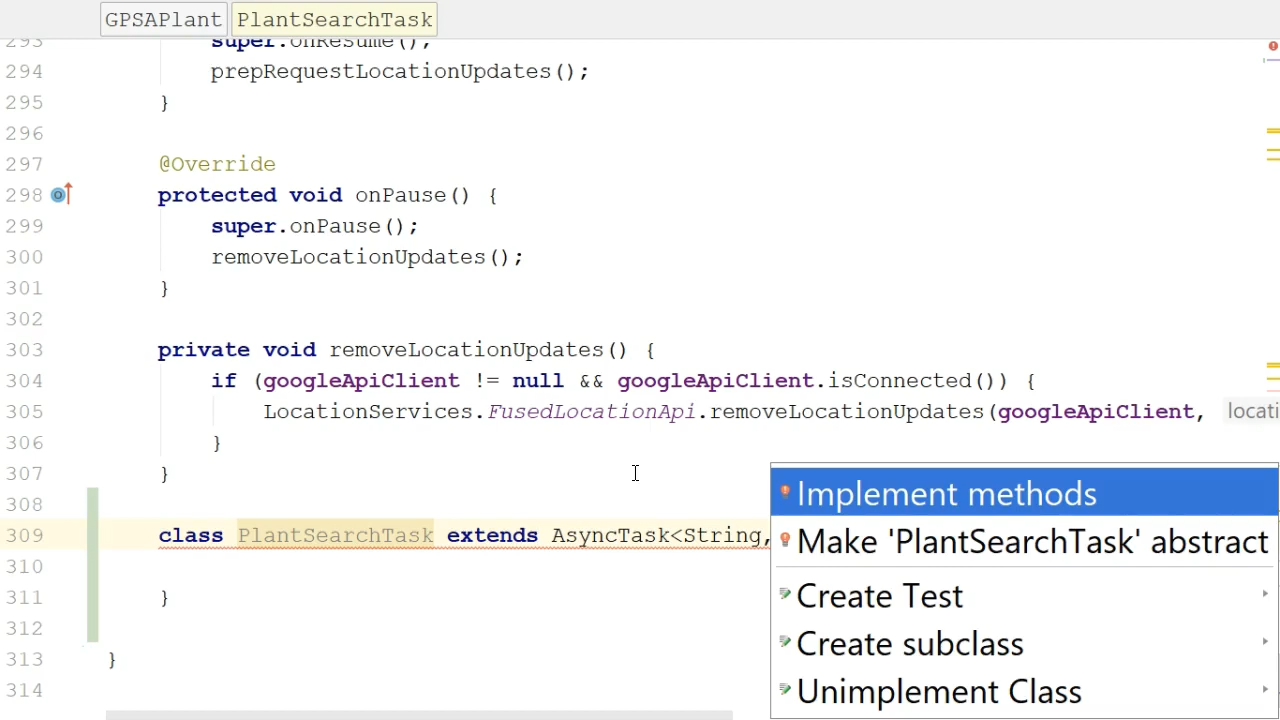 GPSAPlant PlantSearchTask
293 super.onResume();
294 prepRequestLocationUpdates();
295 }
296
297 @Override
298 protected void onPause() {
299 super.onPause();
300 removeLocationUpdates();
301 }
302
303 private void removeLocationUpdates() {
304 if (googleApiClient != null && googleApiClient.isConnected()) {
305 LocationServices.FusedLocationApi.removeLocationUpdates(googleApiClient, locati
306 }
307 }
308
309 class PlantSearchTask extends AsyncTask<String,
310
311 }
312
313 }
314
Implement methods
Make 'PlantSearchTask' abstract
Create Test
Create subclass
Unimplement Class